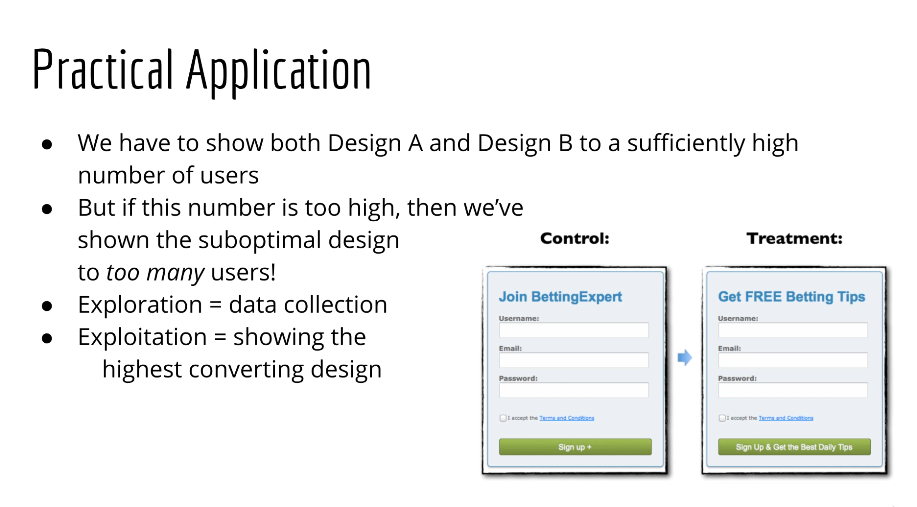 Practical Application
● We have to show both Design A and Design B to a sufficiently high
number of users
● But if this number is too high, then we’ve
shown the suboptimal design
to too many users!
● Exploration = data collection
● Exploitation = showing the
highest converting design
Control:
Join BettingExpert
Username:
Email:
Password:
I accept the Terms and Conditions
Sign up +
Treatment:
Get FREE Betting Tips
Username:
Email:
Password:
I accept the Terms and Conditions
Sign Up & Get the Best Daily Tips